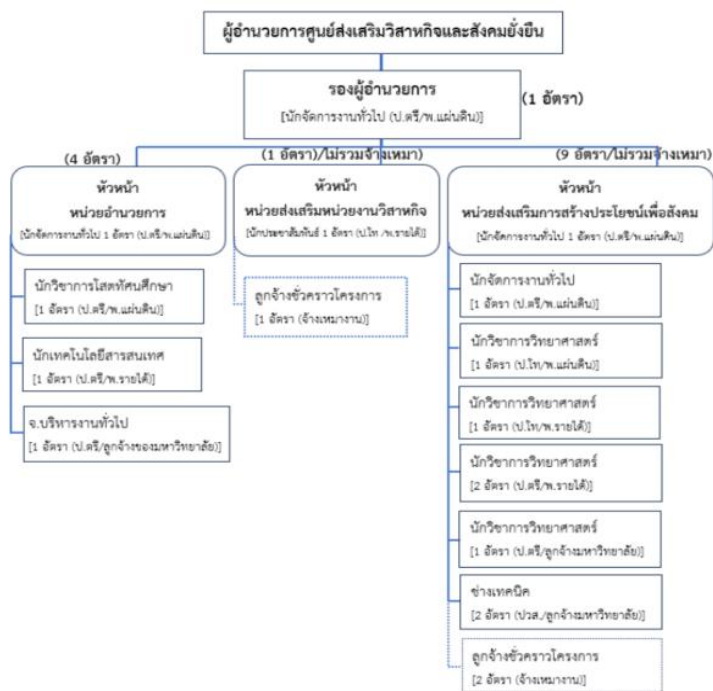 ผู้อำนวยการศูนย์ส่งเสริมวิสาหกิจและสังคมยั่งยืน
รองผู้อำนวยการ
[นักจัดการงานทั่วไป (ป.ตรี/พ.แผ่นดิน)]
(1 อัตรา)
(4 อัตรา)
หัวหน้า
หน่วยอำนวยการ
[นักจัดการงานทั่วไป 1 อัตรา (ป.ตรี/พ.แผ่นดิน)]
นักวิชาการโสตทัศนศึกษา
[1 อัตรา (ป.ตรี/พ.แผ่นดิน)]
นักเทคโนโลยีสารสนเทศ
[1 อัตรา (ป.ตรี/พ.รายได้)]
จ.บริหารงานทั่วไป
[1 อัตรา (ป.ตรี/ลูกจ้างของมหาวิทยาลัย)]
(1 อัตรา)/ไม่รวมจ้างเหมา)
หัวหน้า
หน่วยส่งเสริมหน่วยงานวิสาหกิจ
[นักประชาสัมพันธ์ 1 อัตรา (ป.โท /พ.รายได้)]
ลูกจ้างชั่วคราวโครงการ
[1 อัตรา (จ้างเหมางาน)]
(9 อัตรา/ไม่รวมจ้างเหมา)
หัวหน้า
หน่วยส่งเสริมการสร้างประโยชน์เพื่อสังคม
[นักจัดการงานทั่วไป 1 อัตรา (ป.ตรี/พ.แผ่นดิน)]
นักจัดการงานทั่วไป
[1 อัตรา (ป.ตรี/พ.แผ่นดิน)]
นักวิชาการวิทยาศาสตร์
[1 อัตรา (ป.โท/พ.แผ่นดิน)]
นักวิชาการวิทยาศาสตร์
[1 อัตรา (ป.โท/พ.รายได้)]
นักวิชาการวิทยาศาสตร์
[2 อัตรา (ป.ตรี/พ.รายได้)]
นักวิชาการวิทยาศาสตร์
[1 อัตรา (ป.ตรี/ลูกจ้างมหาวิทยาลัย)]
ช่างเทคนิค
[2 อัตรา (ปวส./ลูกจ้างมหาวิทยาลัย)]
ลูกจ้างชั่วคราวโครงการ
[2 อัตรา (จ้างเหมางาน)]